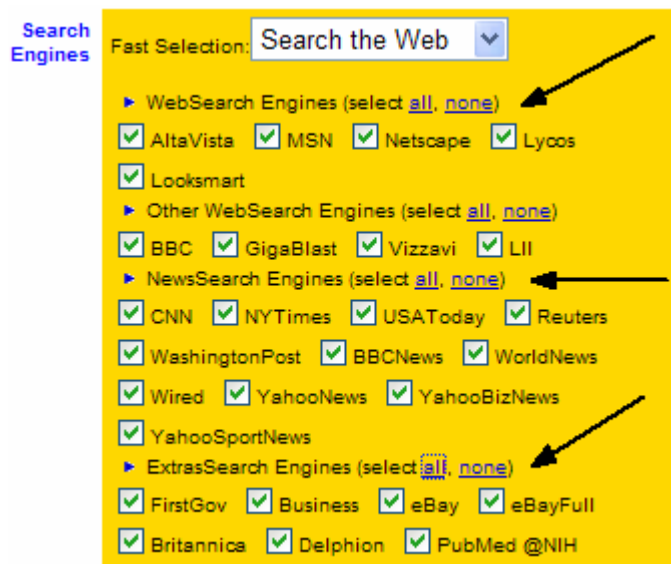 Search Engines
Fast Selection: Search the Web
WebSearch Engines (select all, none)
AltaVista MSN Netscape Lycos
Looksmart
Other WebSearch Engines (select all, none)
BBC GigaBlast Vizzavi LII
NewsSearch Engines (select all, none)
CNN NYTimes USAToday Reuters
WashingtonPost BBCNews WorldNews
Wired YahooNews YahooBizNews
YahooSportNews
ExtrasSearch Engines (select all, none)
FirstGov Business eBay eBayFull
Britannica Delphion PubMed @NIH